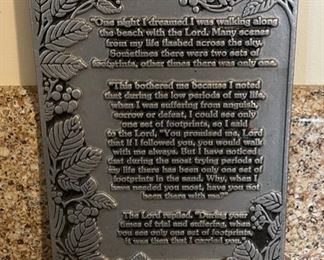 "One night I dreamed I was walking along
the beach with the Lord. Many scenes
from my life flashed across the sky.
Sometimes there were two sets of
footprints, other times there was only one.
"This bothered me because I noted
that during the low periods of my life,
when I was suffering from anguish,
sorrow or defeat, I could see only
one set of footprints, so I said
to the Lord, "You promised me, Lord
that If I followed you, you would walk
with me always. But I have noticed
that during the most trying periods of
my life there has been only one set of
footprints in the sand. Why, when I
have needed you most, have you not
been there with me?"
The Lord replied, "During your
times of trial and suffering, when
you see only one set of footprints,
it was then that I carried you."